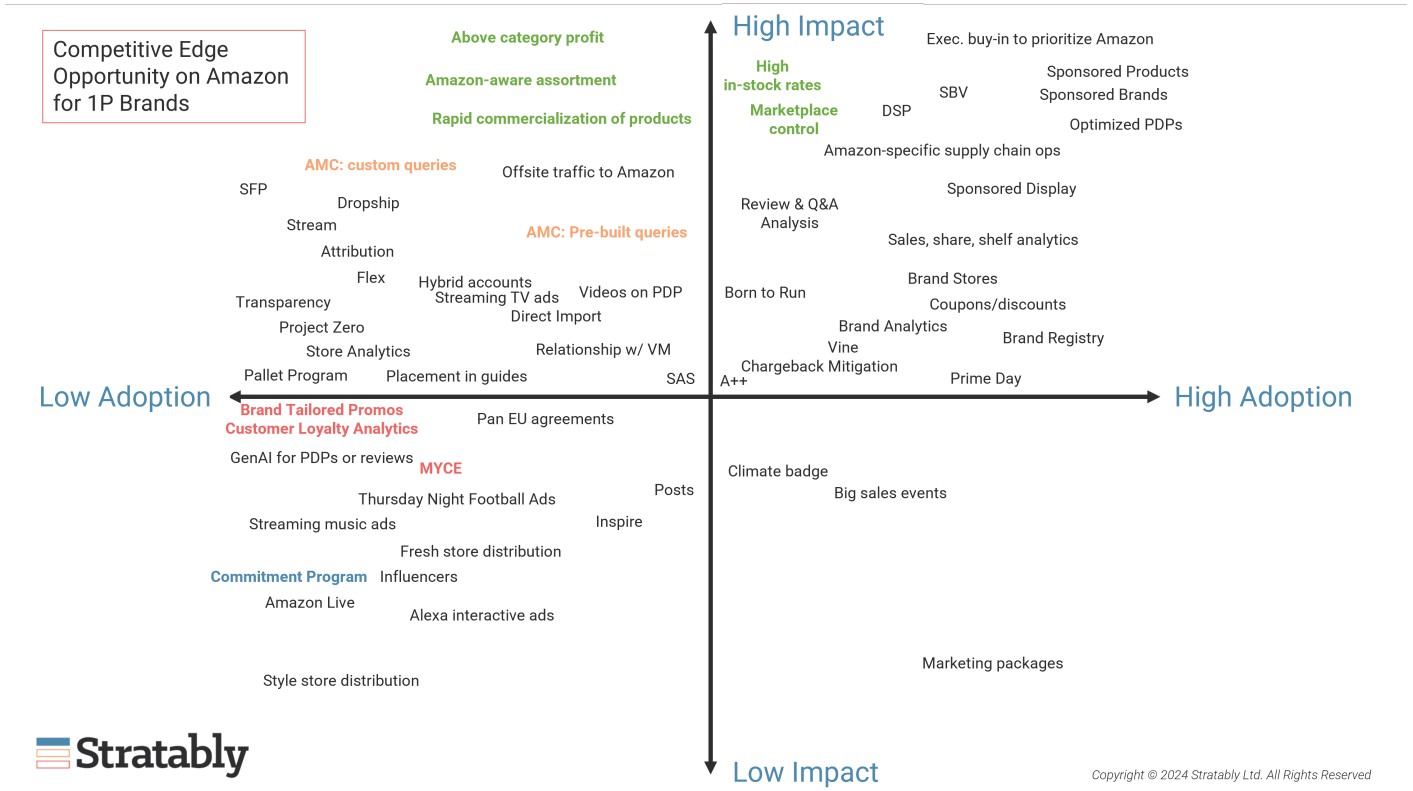 Competitive Edge
Opportunity on Amazon
for 1P Brands
High Impact
Low Adoption
High Adoption
Low Impact
Above category profit
Amazon-aware assortment
Rapid commercialization of products
AMC: custom queries
Offsite traffic to Amazon
SFP
Dropship
Stream
AMC: Pre-built queries
Attribution
Flex
Hybrid accounts
Streaming TV ads
Videos on PDP
Transparency
Direct Import
Project Zero
Store Analytics
Relationship w/ VM
Pallet Program
Placement in guides
SAS
Exec. buy-in to prioritize Amazon
High
in-stock rates
Sponsored Products
SBV
Sponsored Brands
Marketplace
control
DSP
Optimized PDPs
Amazon-specific supply chain ops
Sponsored Display
Review & Q&A
Analysis
Sales, share, shelf analytics
Brand Stores
Born to Run
Coupons/discounts
Brand Analytics
Brand Registry
Vine
Chargeback Mitigation
A++
Prime Day
Brand Tailored Promos
Customer Loyalty Analytics
Pan EU agreements
GenAI for PDPs or reviews
MYCE
Posts
Thursday Night Football Ads
Streaming music ads
Inspire
Fresh store distribution
Commitment Program
Influencers
Amazon Live
Alexa interactive ads
Style store distribution
Climate badge
Big sales events
Marketing packages
Stratably
Copyright © 2024 Stratably Ltd. All Rights Reserved